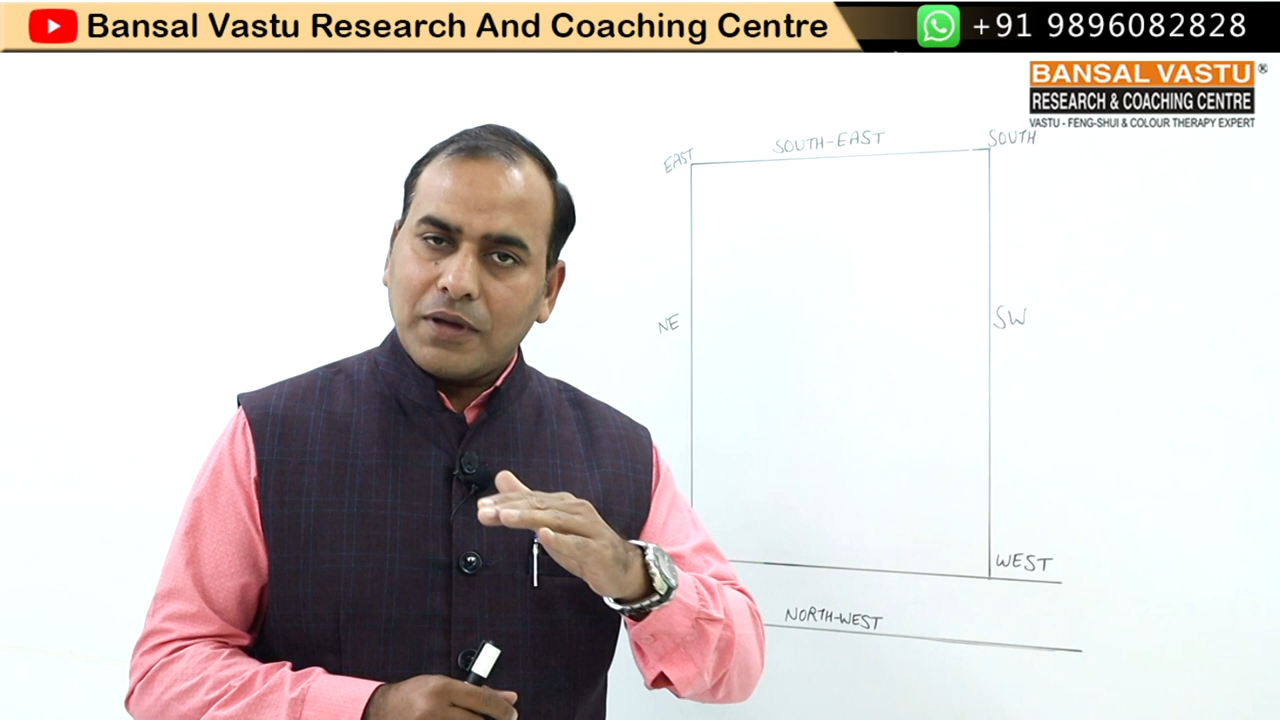 Bansal Vastu Research And Coaching Centre
+91 9896082828
BANSAL VASTU ®
RESEARCH & COACHING CENTRE
VASTU - FENG-SHUI & COLOUR THERAPY EXPERT
EAST
SOUTH-EAST
SOUTH
NE
SW
WEST
NORTH-WEST